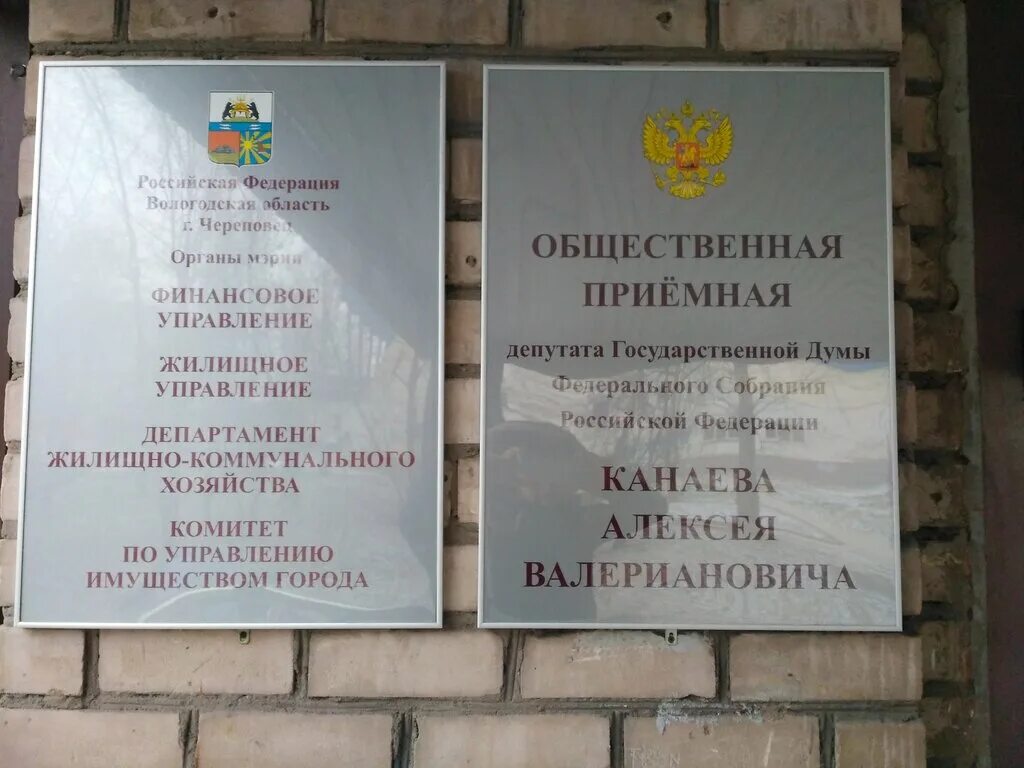 Российская Федерация
Вологодская область
г. Череповец
Органы мэрии
ФИНАНСОВОЕ
УПРАВЛЕНИЕ
ЖИЛИЩНОЕ
УПРАВЛЕНИЕ
ДЕПАРТАМЕНТ
ЖИЛИЩНО-КОММУНАЛЬНОГО
ХОЗЯЙСТВА
КОМИТЕТ
ПО УПРАВЛЕНИЮ
ИМУЩЕСТВОМ ГОРОДА
ОБЩЕСТВЕННАЯ
ПРИЁМНАЯ
депутата Государственной Думы
Федерального Собрания
Российской Федерации
КАНАЕВА
АЛЕКСЕЯ
ВАЛЕРИАНОВИЧА